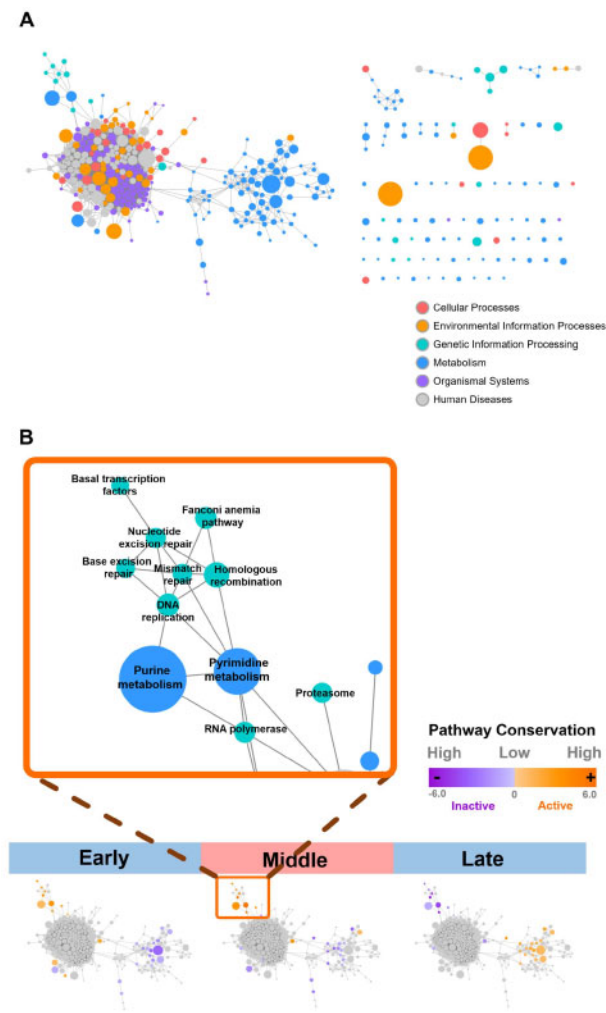 A
Cellular Processes
Environmental Information Processes
Genetic Information Processing
Metabolism
Organismal Systems
Human Diseases
B
Basal transcription
factors
Fanconi anemia
pathway
Nucleotide
excision repair
Base excision
repair
Mismatch
repair
Homologous
recombination
DNA
replication
Purine
metabolism
Pyrimidine
metabolism
Proteasome
RNA polymerase
Pathway Conservation
High Low High
- +
-6.0 0 6.0
Inactive Active
Early Middle Late